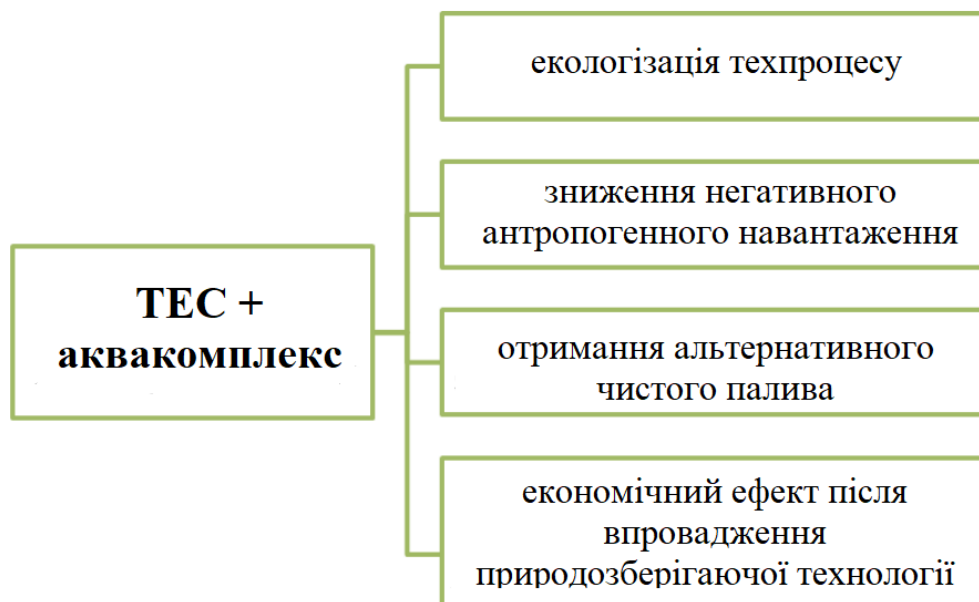 екологізація техпроцесу
зниження негативного
антропогенного навантаження
ТЕС +
аквакомплекс
отримання альтернативного
чистого палива
економічний ефект після
впровадження
природозберігаючої технології